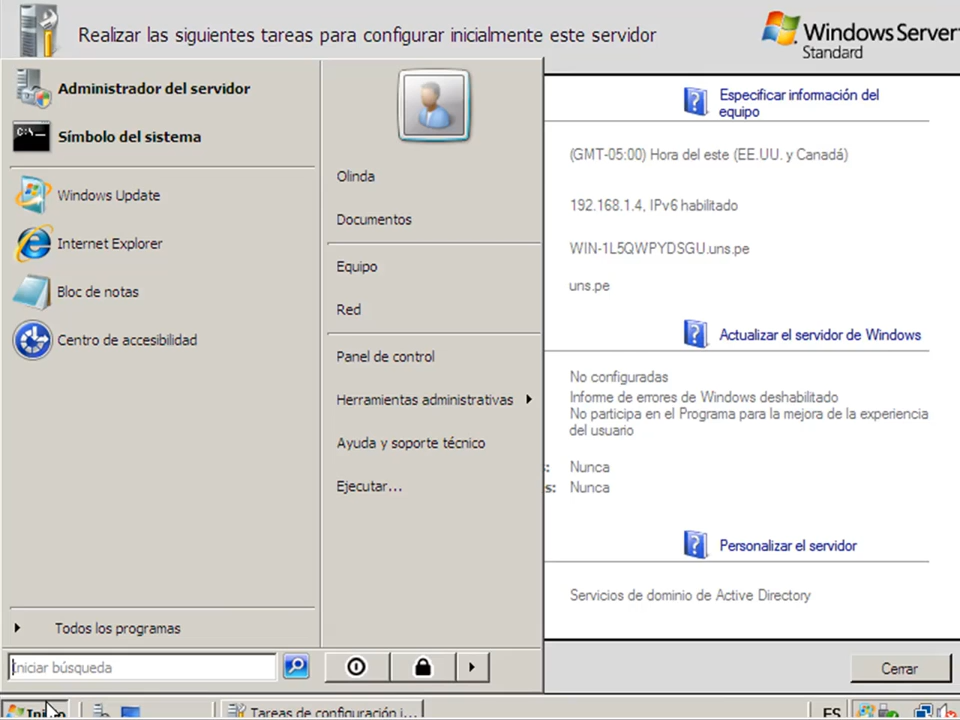 Realizar las siguientes tareas para configurar inicialmente este servidor
Windows Server
Standard
Administrador del servidor
Símbolo del sistema
Windows Update
Internet Explorer
Bloc de notas
Centro de accesibilidad
Todos los programas
Iniciar búsqueda
Olinda
Documentos
Equipo
Red
Panel de control
Herramientas administrativas
Ayuda y soporte técnico
Ejecutar...
Especificar información del
equipo
(GMT-05:00) Hora del este (EE.UU. y Canadá)
192.168.1.4, IPv6 habilitado
WIN-1L5QWPYDSGU.uns.pe
uns.pe
Actualizar el servidor de Windows
No configuradas
Informe de errores de Windows deshabilitado
No participa en el Programa para la mejora de la experiencia
del usuario
s: Nunca
s: Nunca
Personalizar el servidor
Servicios de dominio de Active Directory
Cerrar
Tareas de configuración i...
ES